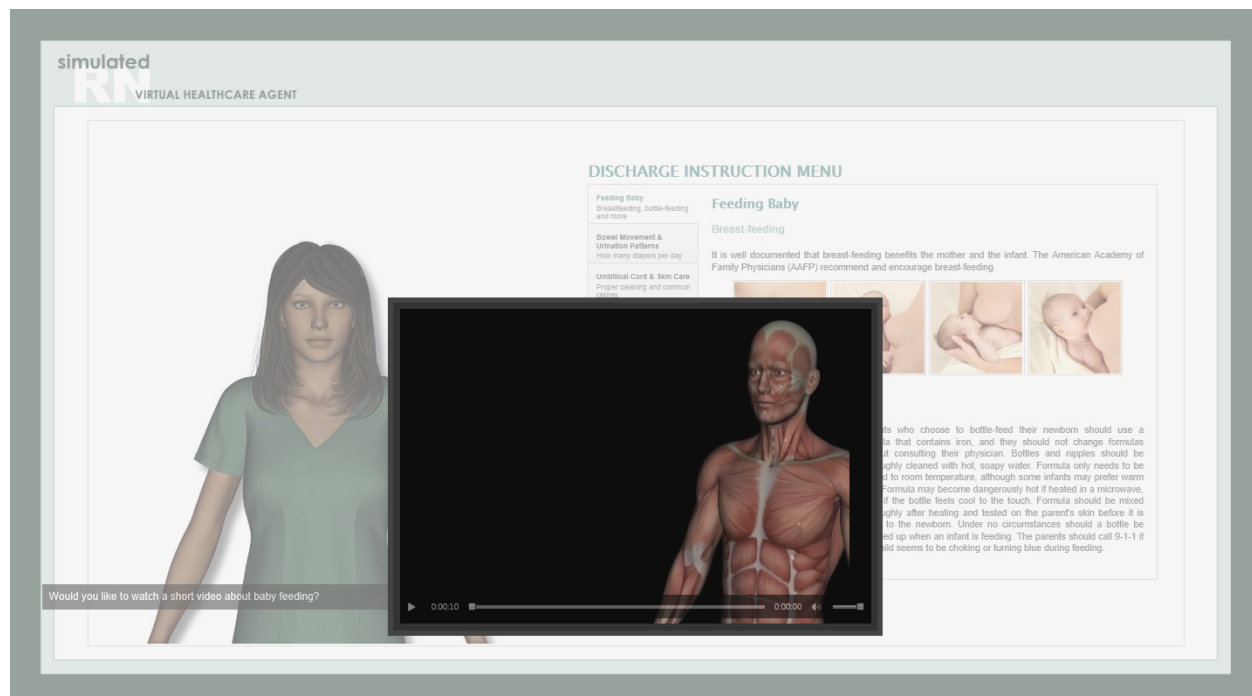 simulated
RN
VIRTUAL HEALTHCARE AGENT
DISCHARGE INSTRUCTION MENU
Feeding Baby
Breastfeeding, bottle-feeding
and more
Bowel Movement &
Urination Patterns
How many diapers per day
Umbilical Cord & Skin Care
Proper cleaning and common
rashes
Feeding Baby
Breast-feeding
It is well documented that breast-feeding benefits the mother and the infant. The American Academy of
Family Physicians (AAFP) recommend and encourage breast-feeding
who choose to bottle-feed their newborn should use a
that contains iron, and they should not change formulas
consulting their physician. Bottles and nipples should be
cleaned with hot, soapy water. Formula only needs to be
to room temperature, although some infants may prefer warm
Formula may become dangerously hot if heated in a microwave,
if the bottle feels cool to the touch. Formula should be mixed
after heating and tested on the parent's skin before it is
to the newborn. Under no circumstances should a bottle be
up when an infant is feeding. The parents should call 9-1-1 if
seems to be choking or turning blue during feeding.
Would you like to watch a short video about baby feeding?
0:00:10
0:00:00